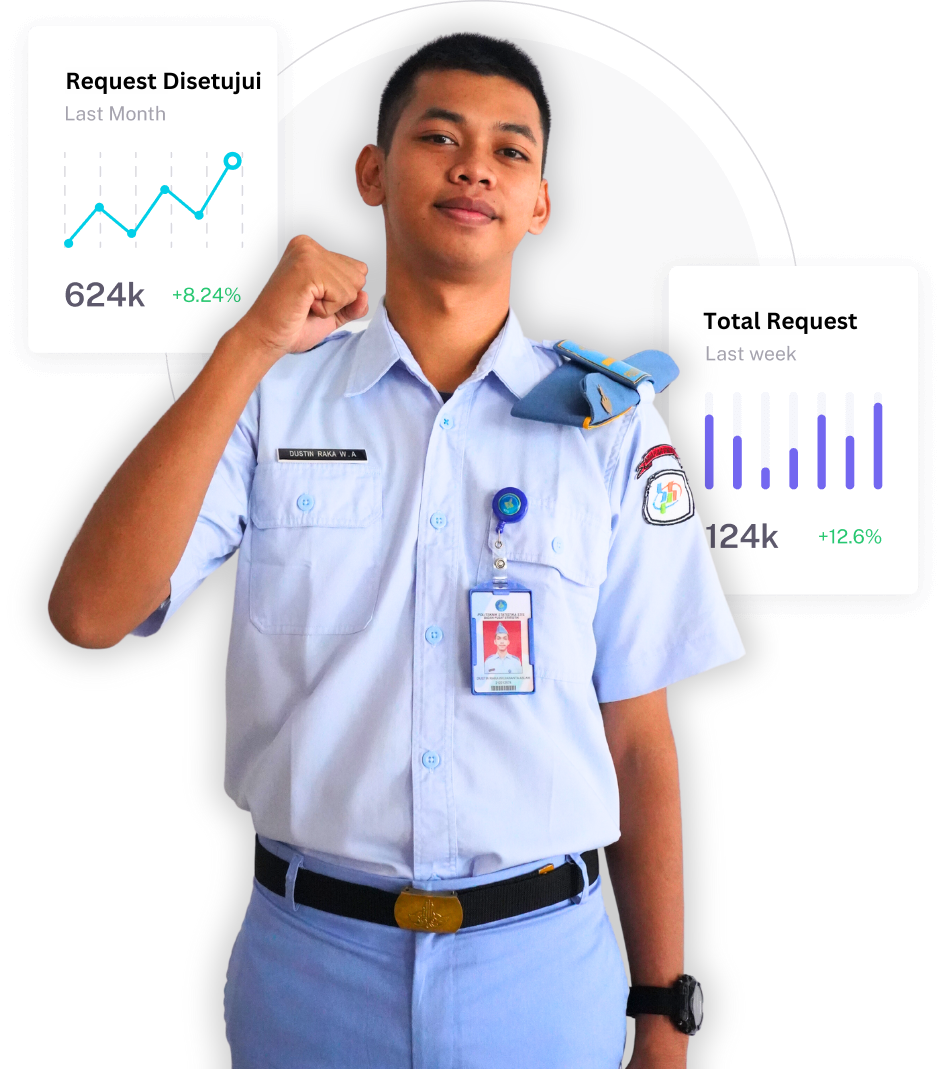 Request Disetujui
Last Month
624k
+8.24%
Total Request
Last week
124k
+12.6%
DUSTIN RAKA W.A